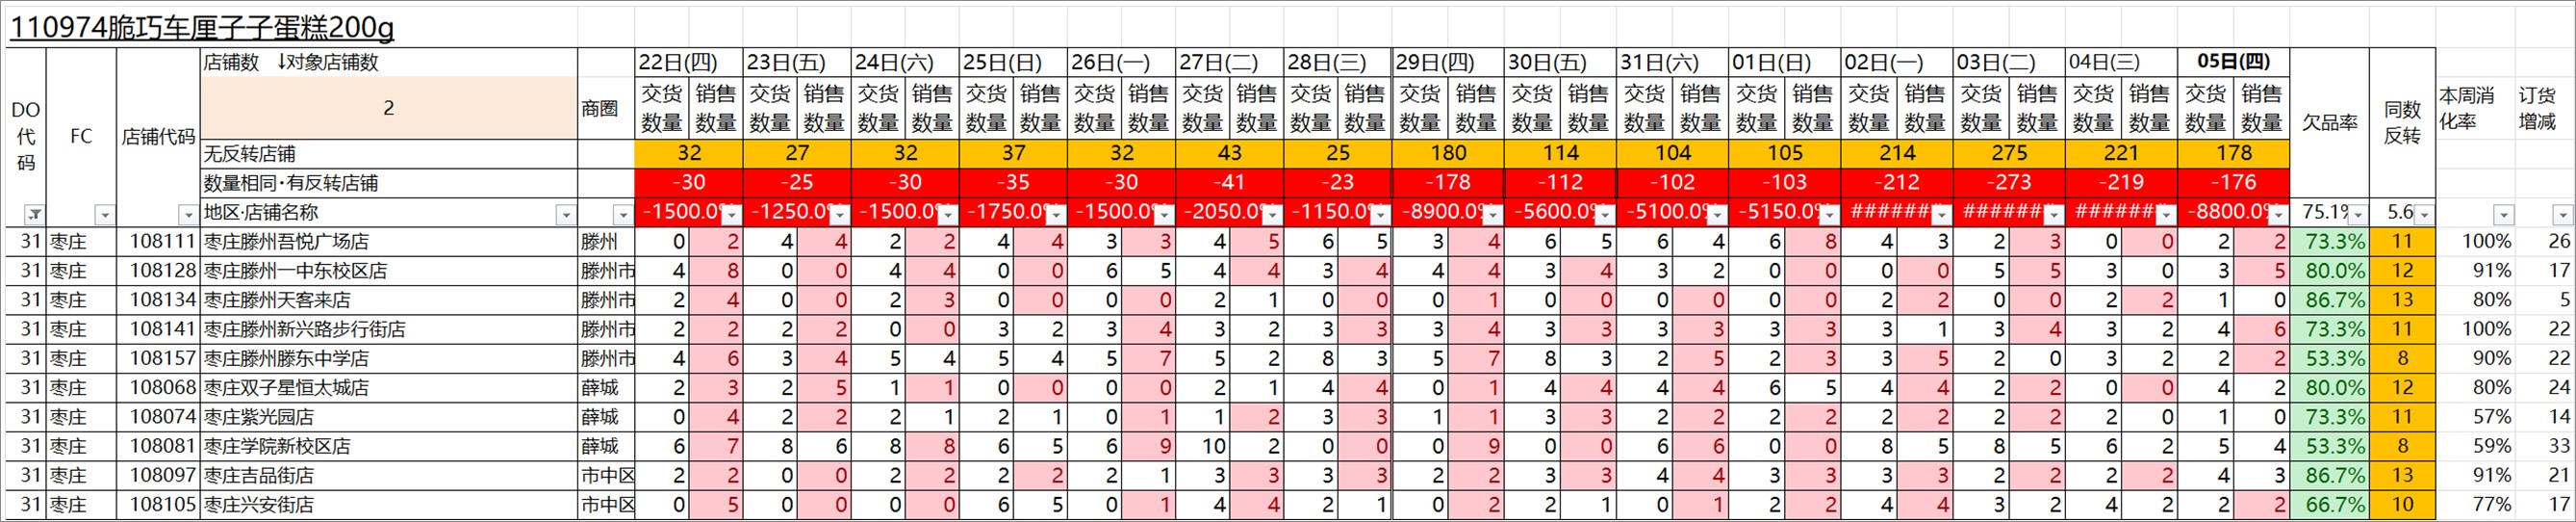 110974脆巧车厘子子蛋糕200g
店铺数 ↓对象店铺数 22日(四) 23日(五) 24日(六) 25日(日) 26日(一) 27日(二) 28日(三) 29日(四) 30日(五) 31日(六) 01日(日) 02日(一) 03日(二) 04日(三) 05日(四)
DO代码 FC 店铺代码 2 商圈 交货数量 销售数量 交货数量 销售数量 交货数量 销售数量 交货数量 销售数量 交货数量 销售数量 交货数量 销售数量 交货数量 销售数量 交货数量 销售数量 交货数量 销售数量 交货数量 销售数量 交货数量 销售数量 交货数量 销售数量 交货数量 销售数量 交货数量 销售数量 交货数量 销售数量 欠品率 同数反转 本周消化率 订货增减
无反转店铺 32 27 32 37 32 43 25 180 114 104 105 214 275 221 178
数量相同·有反转店铺 -30 -25 -30 -35 -30 -41 -23 -178 -112 -102 -103 -212 -273 -219 -176
地区·店铺名称 -1500.0% -1250.0% -1500.0% -1750.0% -1500.0% -2050.0% -1150.0% -8900.0% -5600.0% -5100.0% -5150.0% ####### ####### ####### -8800.0% 75.1% 5.6
31 枣庄 108111 枣庄滕州吾悦广场店 滕州 0 2 4 4 2 2 4 4 3 3 4 5 6 5 3 4 6 5 6 4 6 8 4 3 2 3 0 0 2 2 73.3% 11 100% 26
31 枣庄 108128 枣庄滕州一中东校区店 滕州市 4 8 0 0 4 4 0 0 6 5 4 4 3 4 4 4 3 4 3 2 0 0 0 0 5 5 3 0 3 5 80.0% 12 91% 17
31 枣庄 108134 枣庄滕州天客来店 滕州市 2 4 0 0 2 3 0 0 0 0 2 1 0 0 0 1 0 0 0 0 0 0 2 2 0 0 2 2 1 0 86.7% 13 80% 5
31 枣庄 108141 枣庄滕州新兴路步行街店 滕州市 2 2 2 2 0 0 3 2 3 4 3 2 3 3 3 4 3 3 3 3 3 3 3 1 3 4 3 2 4 6 73.3% 11 100% 22
31 枣庄 108157 枣庄滕州滕东中学店 滕州市 4 6 3 4 5 4 5 4 5 7 5 2 8 3 5 7 8 3 2 5 2 3 3 5 2 0 3 2 2 2 53.3% 8 90% 22
31 枣庄 108068 枣庄双子星恒太城店 薛城 2 3 2 5 1 1 0 0 0 0 2 1 4 4 0 1 4 4 4 4 6 5 4 4 2 2 0 0 4 2 80.0% 12 80% 24
31 枣庄 108074 枣庄紫光园店 薛城 0 4 2 2 2 1 2 1 0 1 1 2 3 3 1 1 3 3 2 2 2 2 2 2 2 2 2 0 1 0 73.3% 11 57% 14
31 枣庄 108081 枣庄学院新校区店 薛城 6 7 8 6 8 8 6 5 6 9 10 2 0 0 0 9 0 0 6 6 0 0 8 5 8 5 6 2 5 4 53.3% 8 59% 33
31 枣庄 108097 枣庄吉品街店 市中区 2 2 0 0 2 2 2 2 2 1 3 3 3 3 2 2 3 3 4 4 3 3 3 3 2 2 2 2 4 3 86.7% 13 91% 21
31 枣庄 108105 枣庄兴安街店 市中区 0 5 0 0 0 0 6 5 0 1 4 4 2 1 0 2 2 1 0 1 2 2 4 4 3 2 4 2 2 2 66.7% 10 77% 17